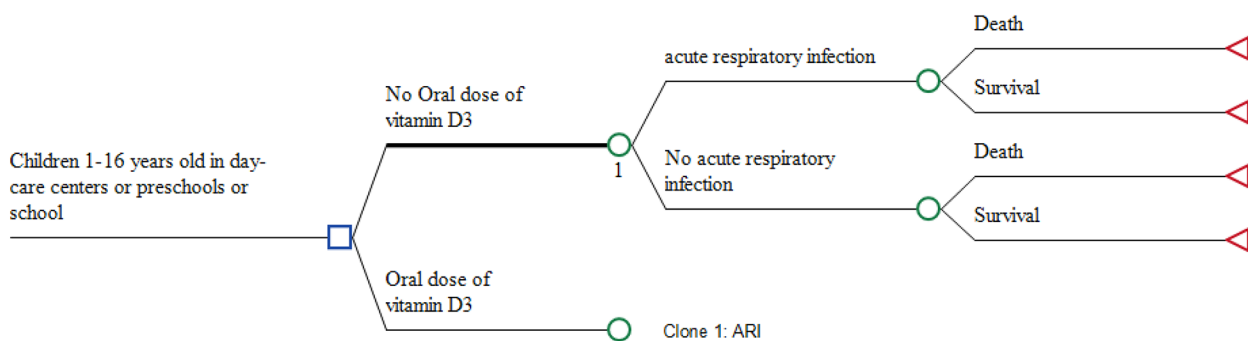 Children 1-16 years old in day-
care centers or preschools or
school
No Oral dose of
vitamin D3
1
acute respiratory infection
Death
Survival
No acute respiratory
infection
Death
Survival
Oral dose of
vitamin D3
Clone 1: ARI